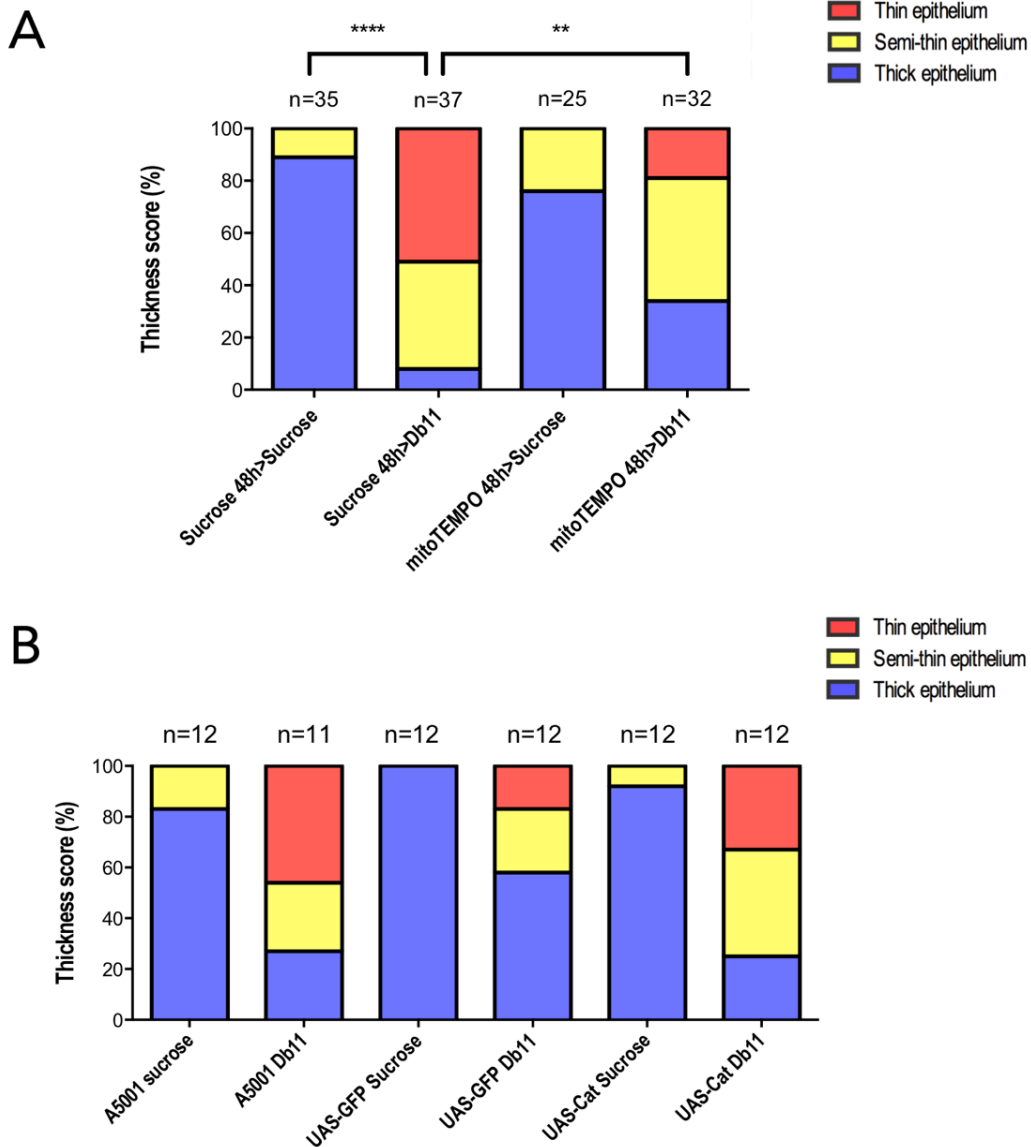 A
Thin epithelium
Semi-thin epithelium
Thick epithelium
**** **
n=35 n=37 n=25 n=32
Thickness score (%)
100
80
60
40
20
0
Sucrose 48h>Sucrose
Sucrose 48h>Db11
mitoTEMPO 48h>Sucrose
mitoTEMPO 48h>Db11
B
Thin epithelium
Semi-thin epithelium
Thick epithelium
n=12 n=11 n=12 n=12 n=12 n=12
Thickness score (%)
100
80
60
40
20
0
A5001 sucrose
A5001 Db11
UAS-GFP Sucrose
UAS-GFP Db11
UAS-Cat Sucrose
UAS-Cat Db11